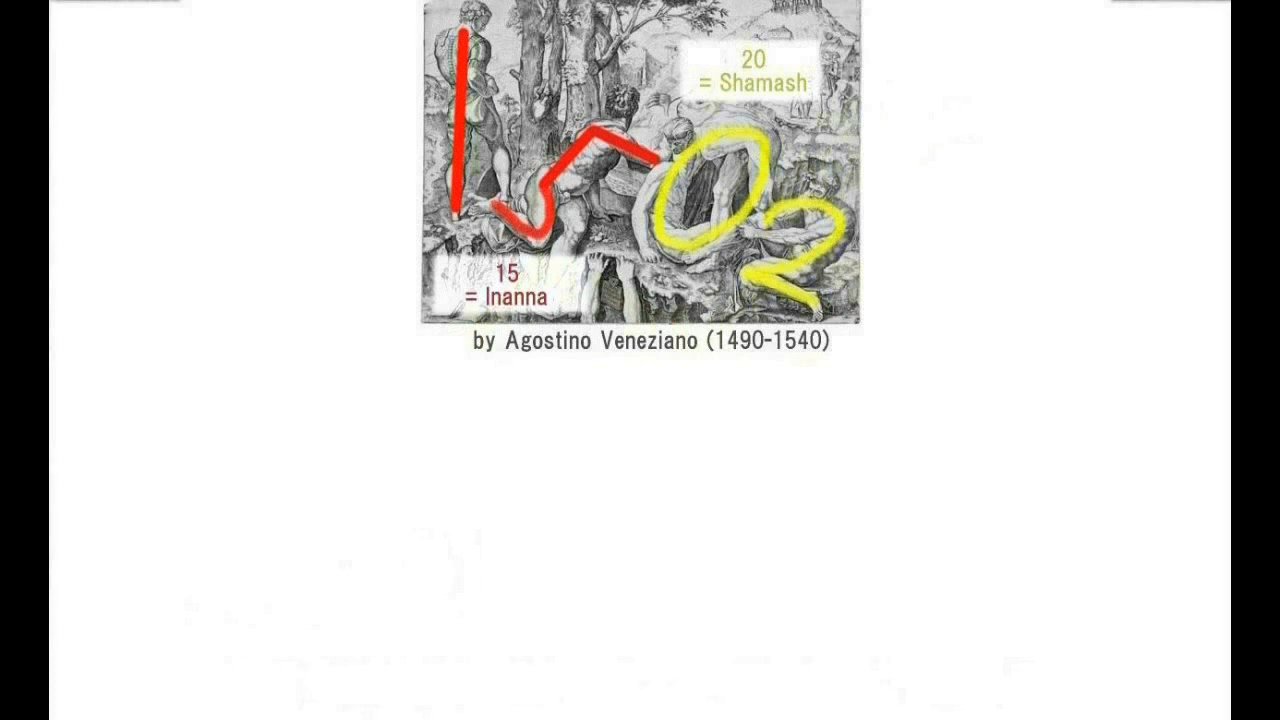 20
= Shamash
15
= Inanna
by Agostino Veneziano (1490-1540)